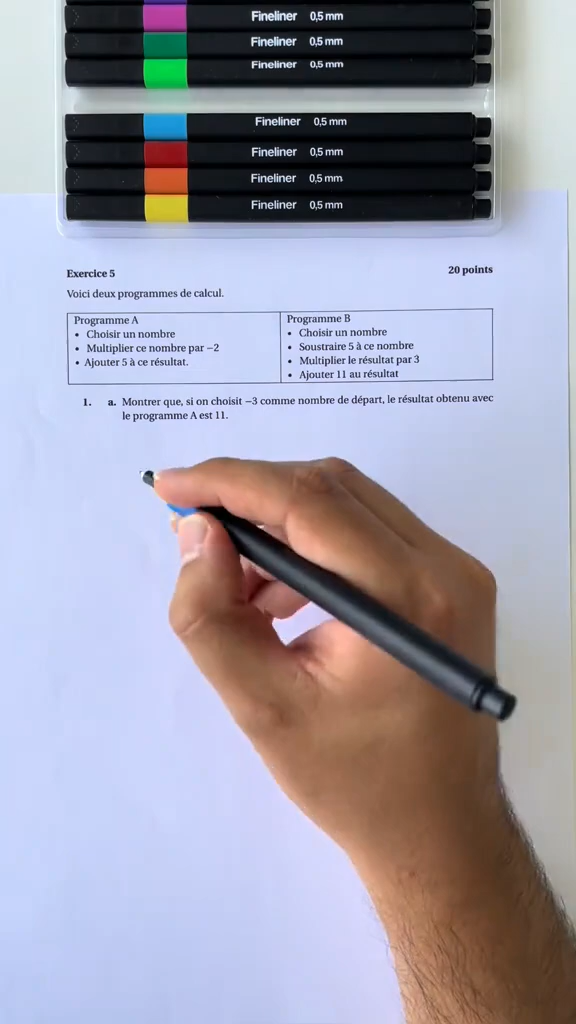 Fineliner 0,5 mm
Fineliner 0,5 mm
Fineliner 0,5 mm
Fineliner 0,5 mm
Fineliner 0,5 mm
Fineliner 0,5 mm
Fineliner 0,5 mm
Exercice 5 20 points
Voici deux programmes de calcul.
Programme A
• Choisir un nombre
• Multiplier ce nombre par −2
• Ajouter 5 à ce résultat.
Programme B
• Choisir un nombre
• Soustraire 5 à ce nombre
• Multiplier le résultat par 3
• Ajouter 11 au résultat
1. a. Montrer que, si on choisit −3 comme nombre de départ, le résultat obtenu avec
le programme A est 11.